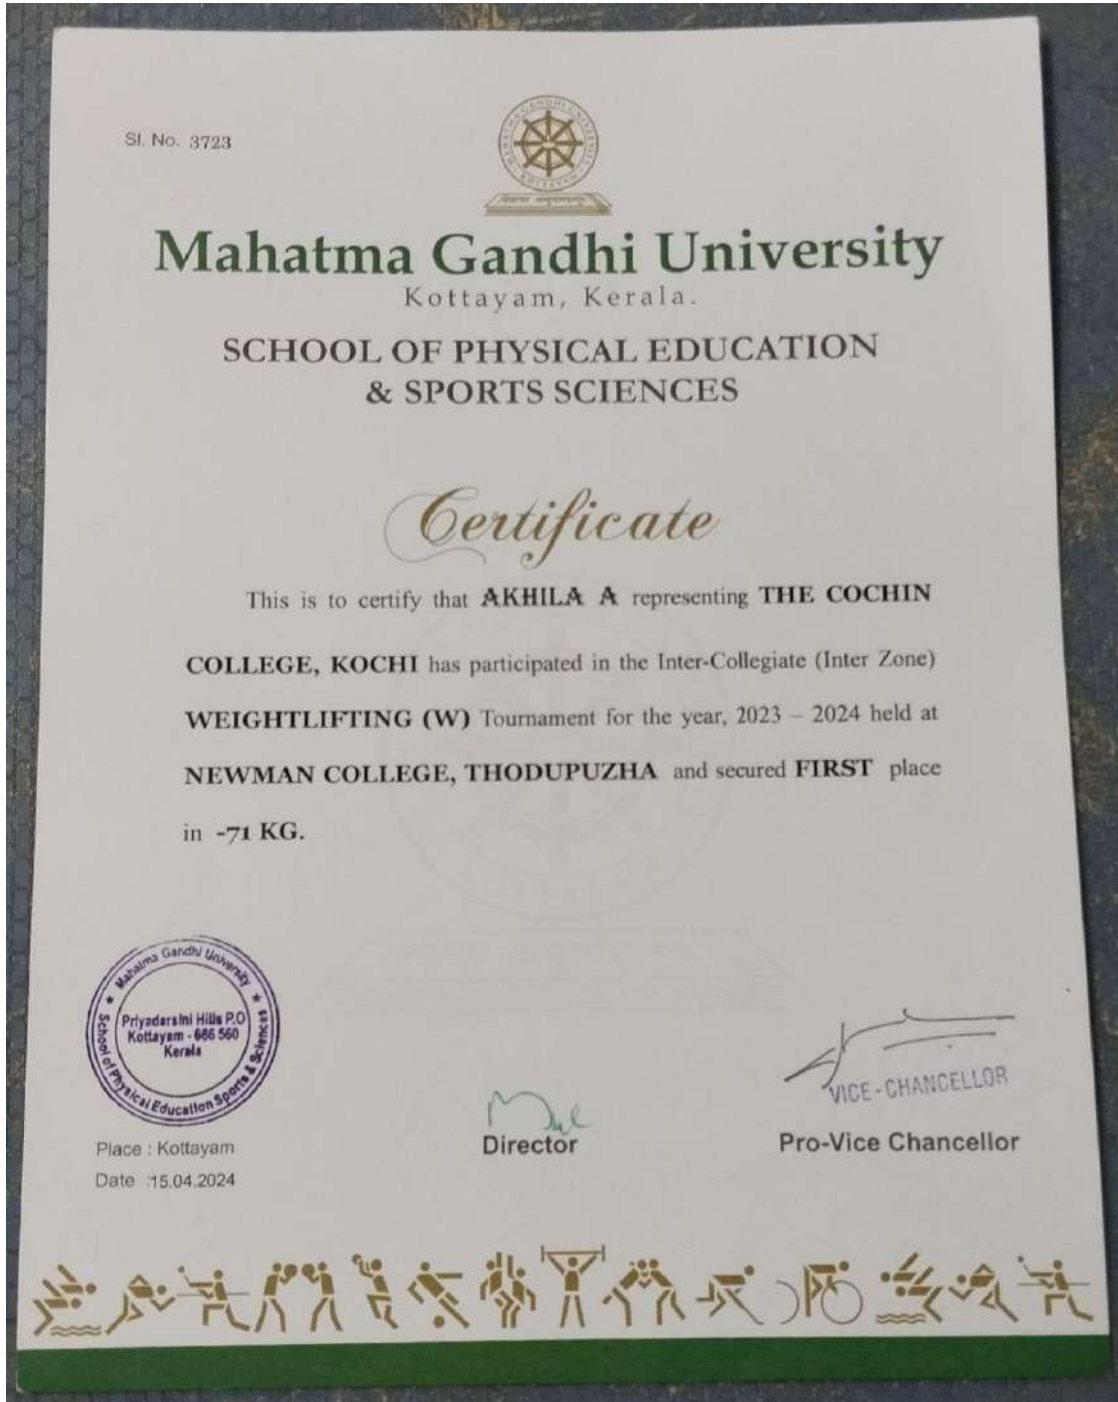 Sl. No. 3723
MAHATMA GANDHI UNIVERSITY
KOTTAYAM
Mahatma Gandhi University
Kottayam, Kerala.
SCHOOL OF PHYSICAL EDUCATION
& SPORTS SCIENCES
Certificate
This is to certify that AKHILA A representing THE COCHIN
COLLEGE, KOCHI has participated in the Inter-Collegiate (Inter Zone)
WEIGHTLIFTING (W) Tournament for the year, 2023 – 2024 held at
NEWMAN COLLEGE, THODUPUZHA and secured FIRST place
in -71 KG.
Mahatma Gandhi University
School of Physical Education Sports & Sciences
Priyadarsini Hills P.O
Kottayam - 686 560
Kerala
VICE-CHANCELLOR
Director
Pro-Vice Chancellor
Place : Kottayam
Date :15.04.2024